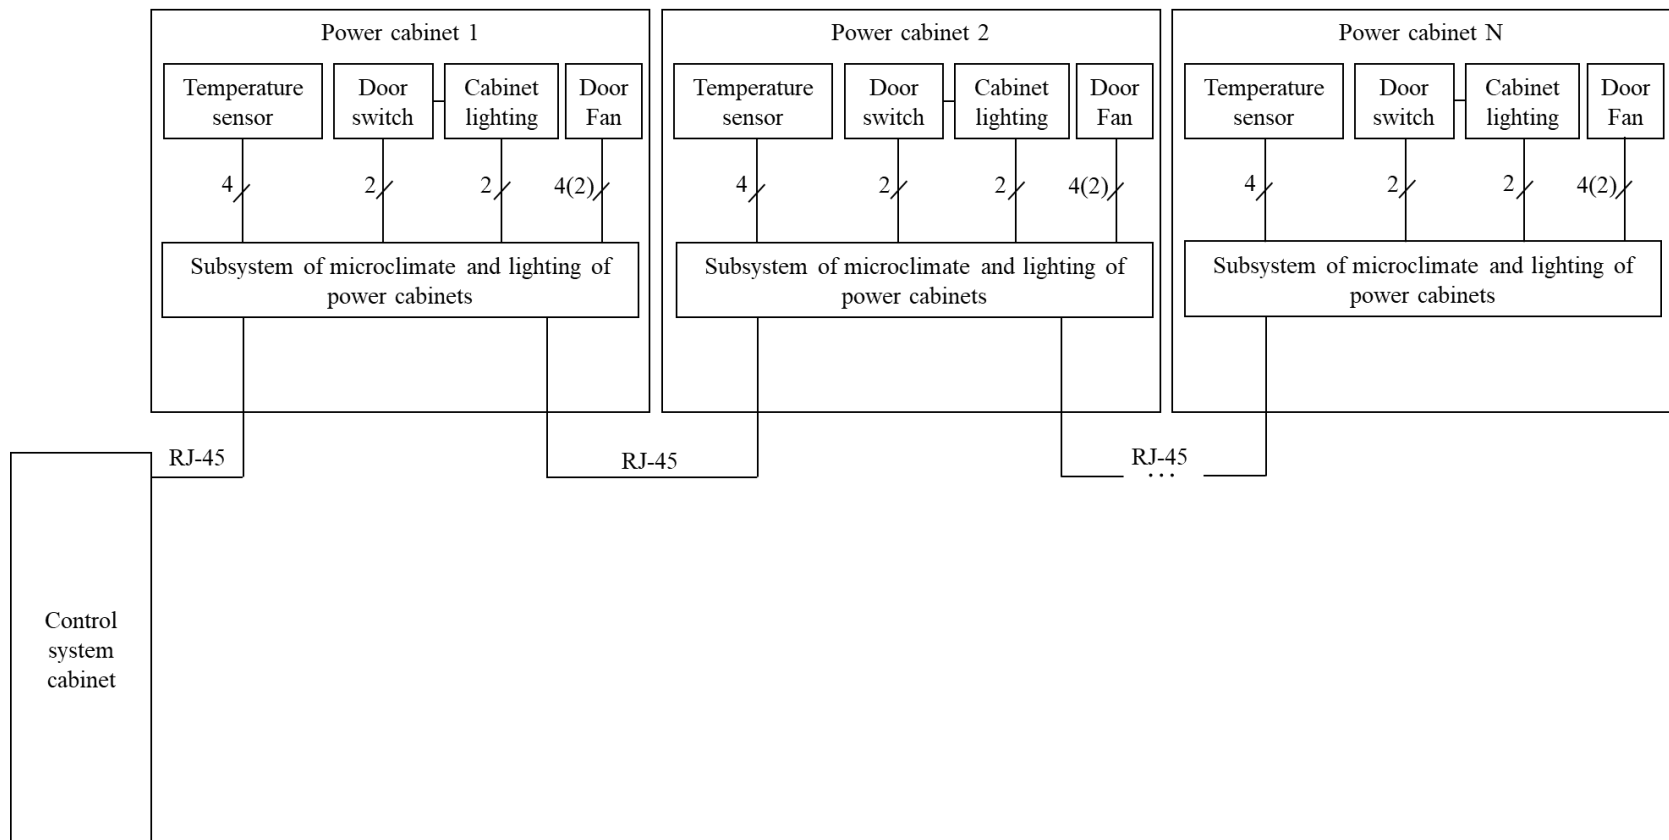 Power cabinet 1
Temperature
sensor
Door
switch
Cabinet
lighting
Door
Fan
4
2
2
4(2)
Subsystem of microclimate and lighting of
power cabinets
Power cabinet 2
Temperature
sensor
Door
switch
Cabinet
lighting
Door
Fan
4
2
2
4(2)
Subsystem of microclimate and lighting of
power cabinets
Power cabinet N
Temperature
sensor
Door
switch
Cabinet
lighting
Door
Fan
4
2
2
4(2)
Subsystem of microclimate and lighting of
power cabinets
RJ-45
RJ-45
RJ-45
...
Control
system
cabinet